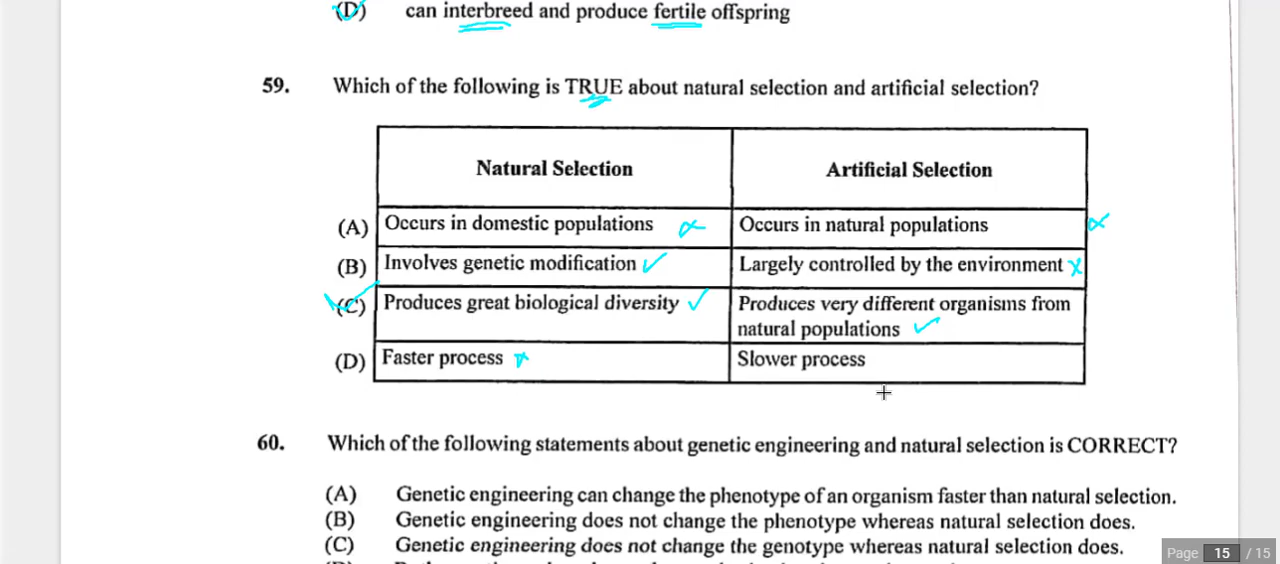 (D) can interbreed and produce fertile offspring
59. Which of the following is TRUE about natural selection and artificial selection?
Natural Selection Artificial Selection
(A) Occurs in domestic populations Occurs in natural populations
(B) Involves genetic modification Largely controlled by the environment
(C) Produces great biological diversity Produces very different organisms from
natural populations
(D) Faster process Slower process
60. Which of the following statements about genetic engineering and natural selection is CORRECT?
(A) Genetic engineering can change the phenotype of an organism faster than natural selection.
(B) Genetic engineering does not change the phenotype whereas natural selection does.
(C) Genetic engineering does not change the genotype whereas natural selection does.
Page 15 / 15